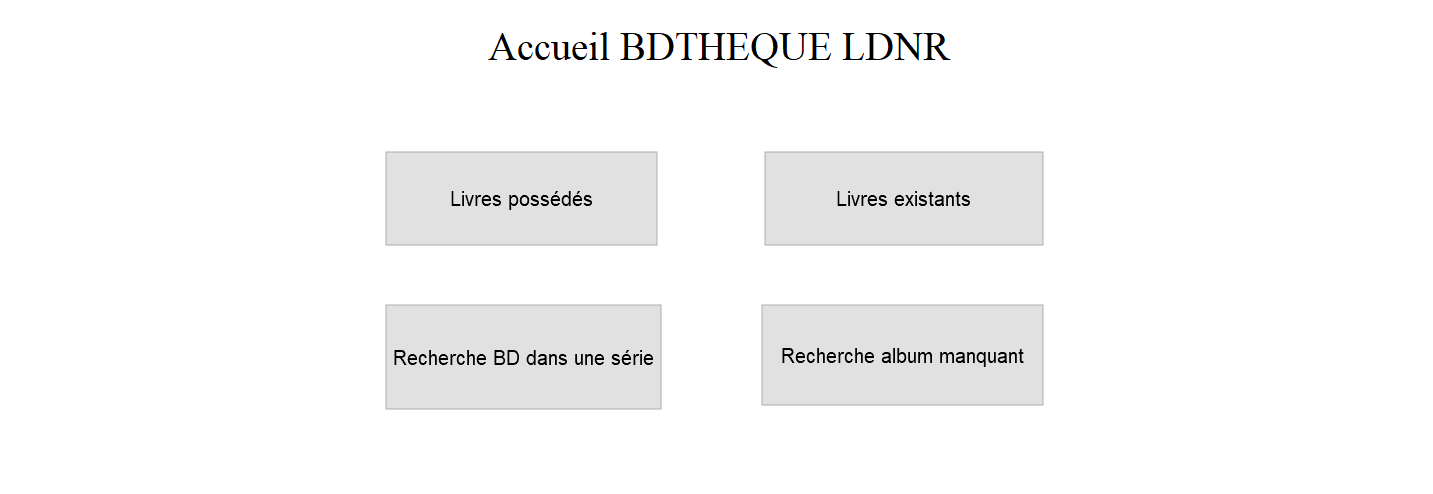 Accueil BDTHEQUE LDNR
Livres possédés
Livres existants
Recherche BD dans une série
Recherche album manquant